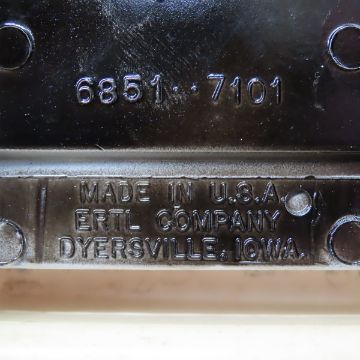 6851··7101
MADE IN U.S.A.
ERTL COMPANY
DYERSVILLE, IOWA.